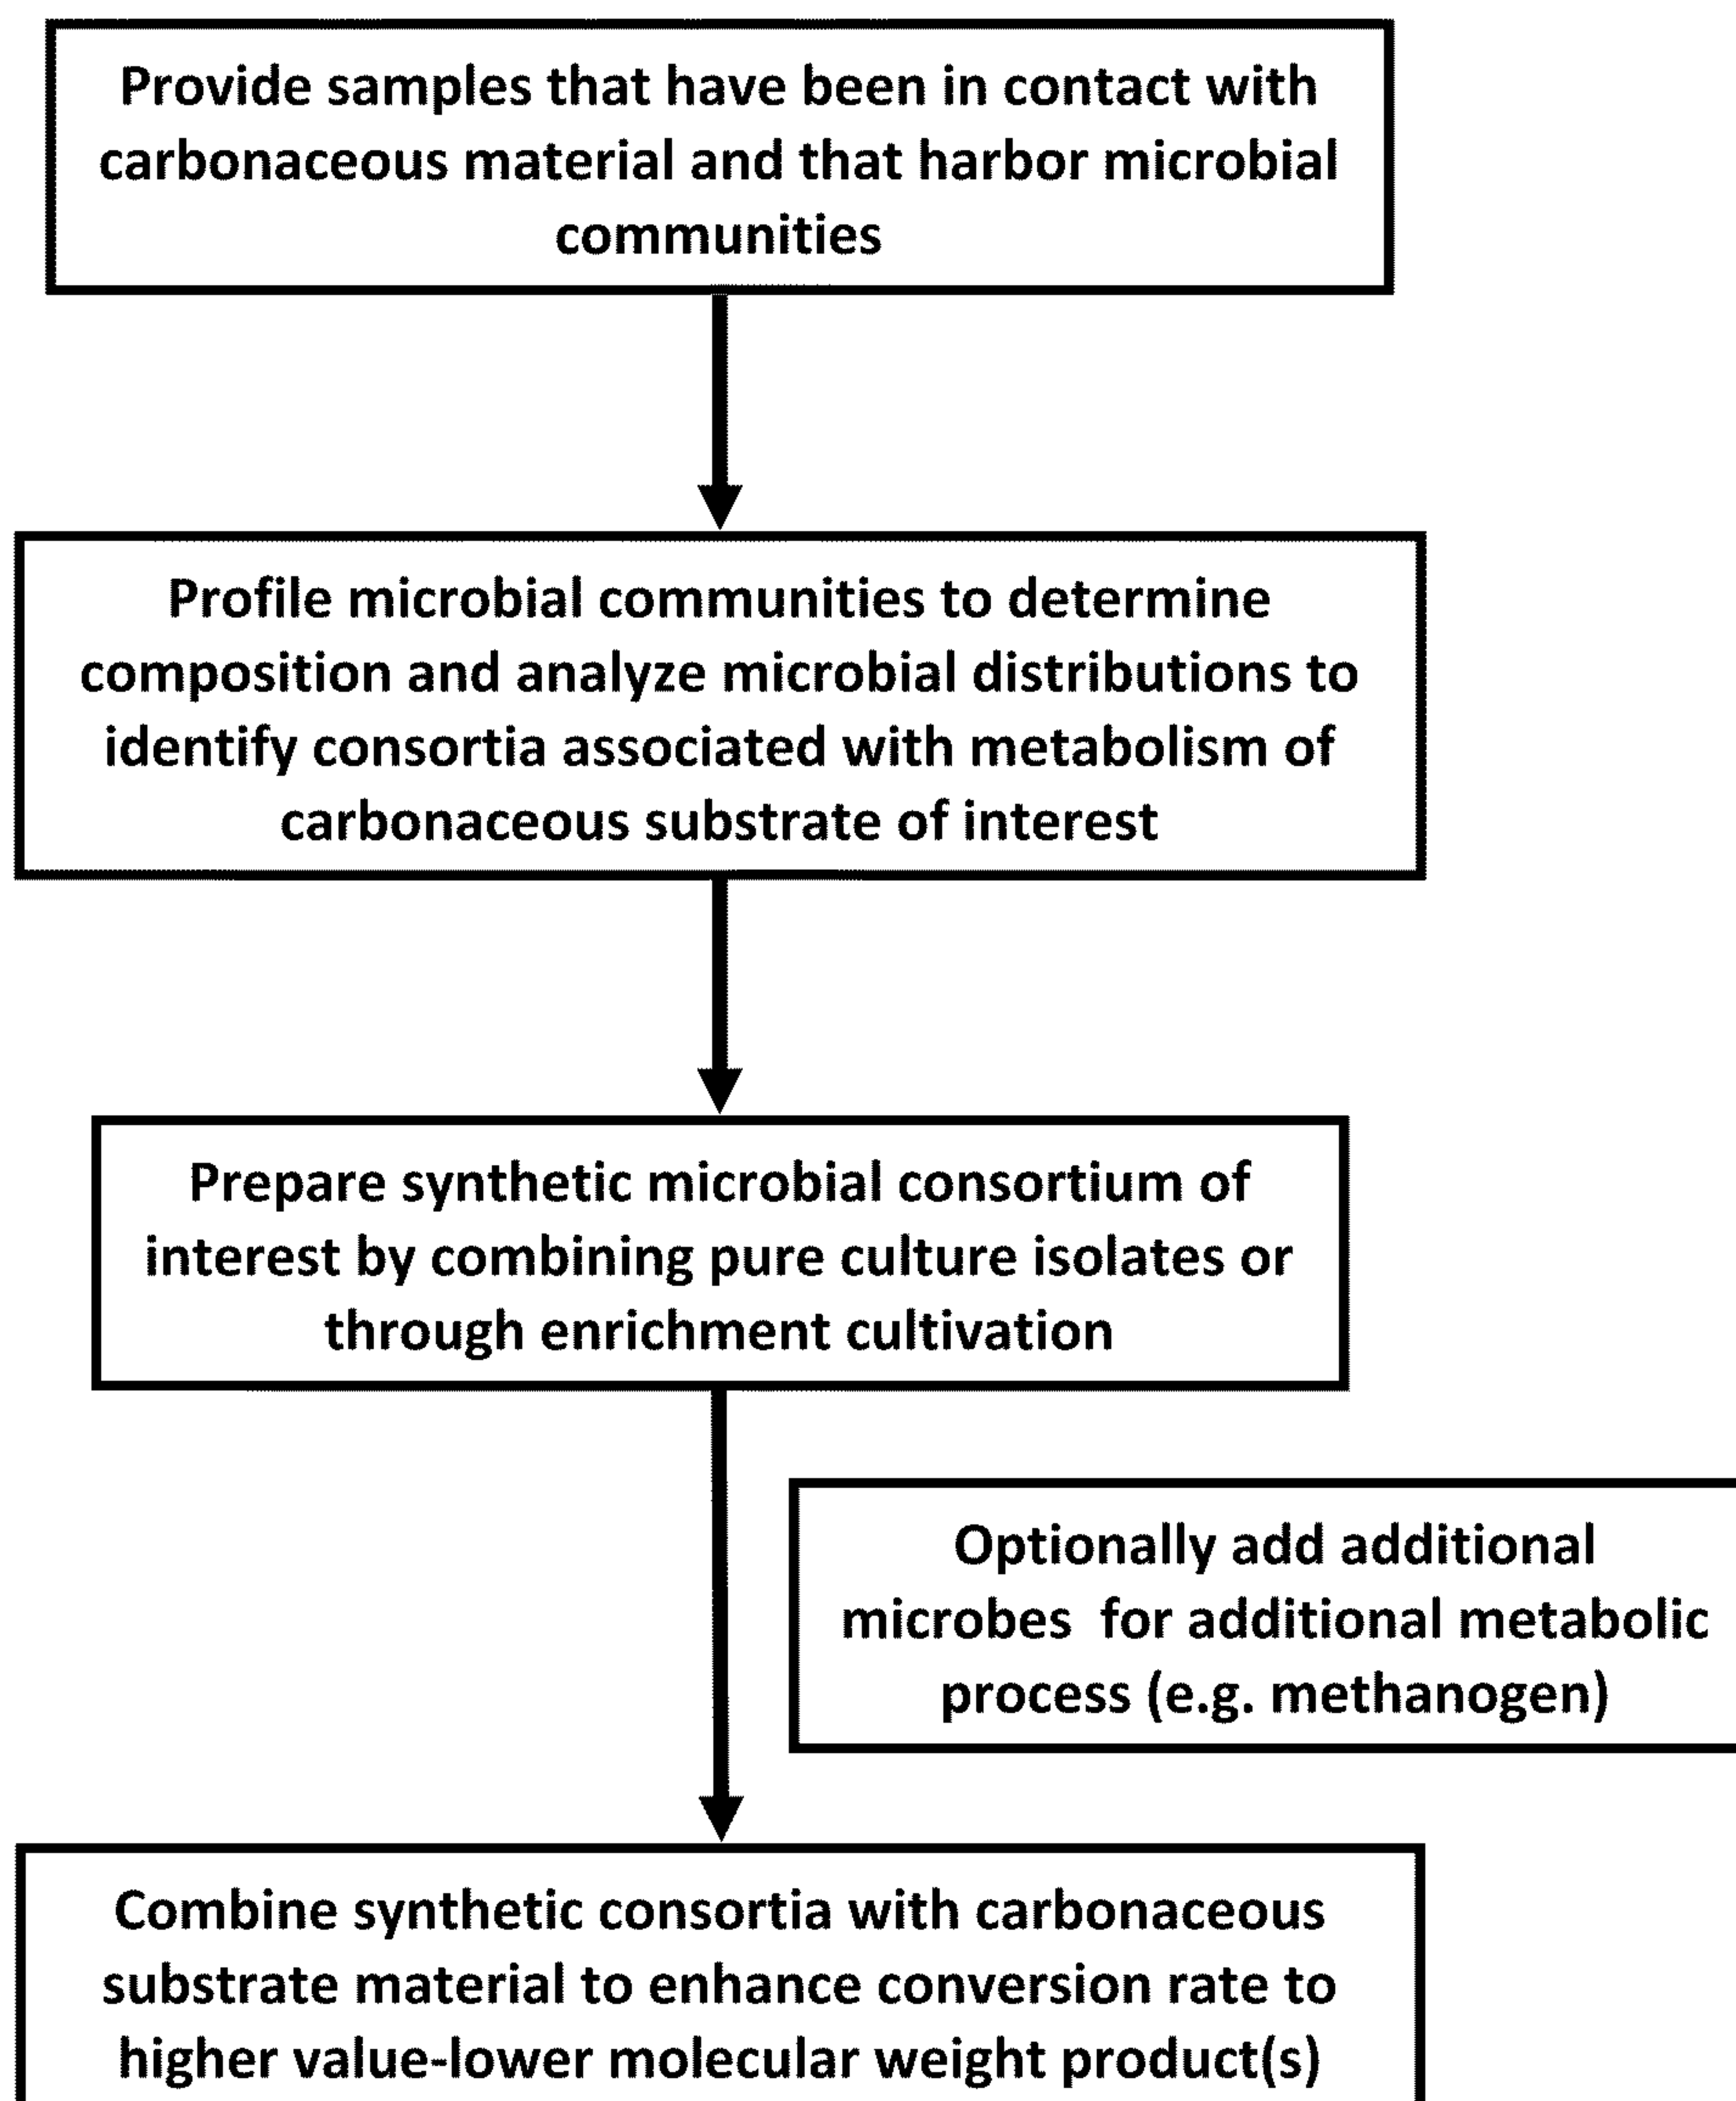 Provide samples that have been in contact with
carbonaceous material and that harbor microbial
communities
Profile microbial communities to determine
composition and analyze microbial distributions to
identify consortia associated with metabolism of
carbonaceous substrate of interest
Prepare synthetic microbial consortium of
interest by combining pure culture isolates or
through enrichment cultivation
Optionally add additional
microbes  for additional metabolic
process (e.g. methanogen)
Combine synthetic consortia with carbonaceous
substrate material to enhance conversion rate to
higher value-lower molecular weight product(s)